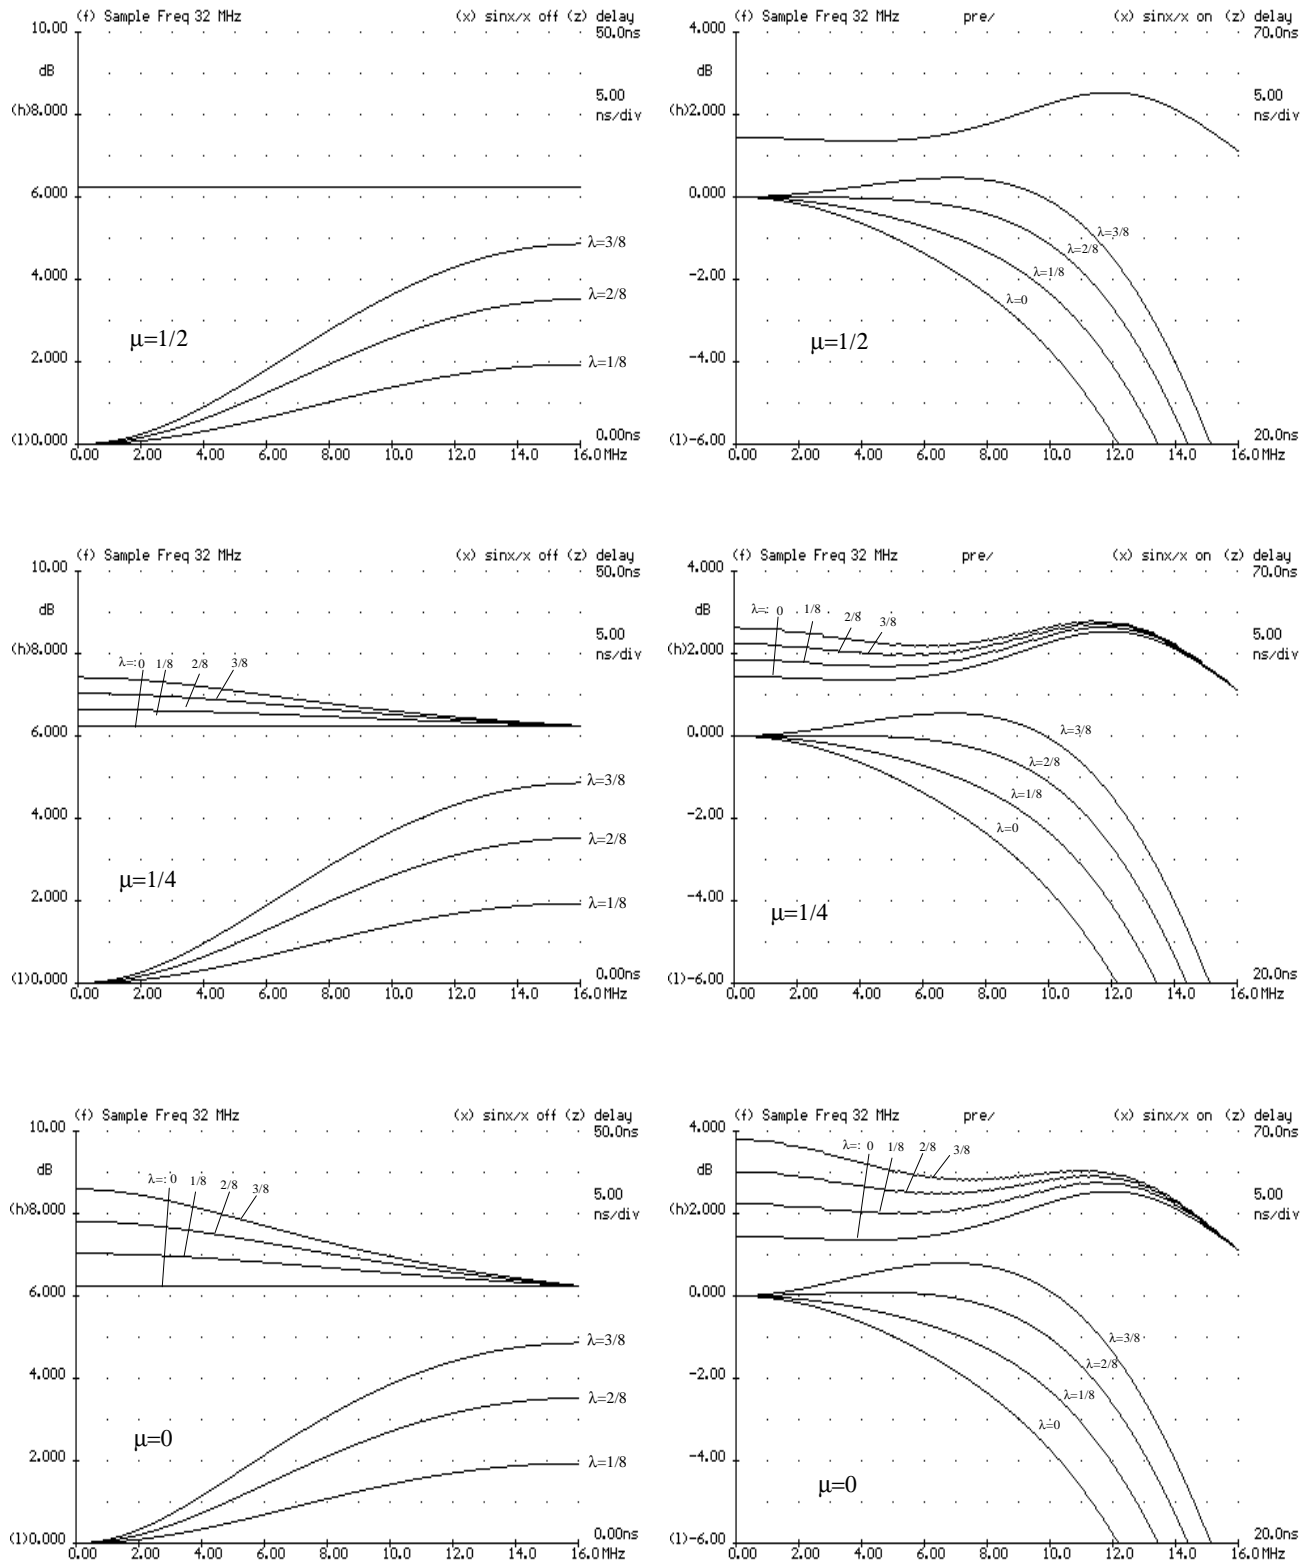 (f) Sample Freq 32 MHz (x) sinx/x off (z) delay
10.00 50.0ns
dB
5.00
(h)8.000 ns/div
6.000
λ=3/8
4.000
λ=2/8
μ=1/2
2.000 λ=1/8
(l)0.000 0.00ns
0.00 2.00 4.00 6.00 8.00 10.0 12.0 14.0 16.0 MHz
(f) Sample Freq 32 MHz pre/ (x) sinx/x on (z) delay
4.000 70.0ns
dB
5.00
(h)2.000 ns/div
0.000
λ=3/8
λ=2/8
λ=1/8
-2.00
λ=0
μ=1/2
-4.00
(l)-6.00 20.0ns
0.00 2.00 4.00 6.00 8.00 10.0 12.0 14.0 16.0 MHz
(f) Sample Freq 32 MHz (x) sinx/x off (z) delay
10.00 50.0ns
dB
5.00
(h)8.000 ns/div
λ=:0 1/8 2/8 3/8
6.000
λ=3/8
4.000
λ=2/8
μ=1/4
2.000 λ=1/8
(l)0.000 0.00ns
0.00 2.00 4.00 6.00 8.00 10.0 12.0 14.0 16.0 MHz
(f) Sample Freq 32 MHz pre/ (x) sinx/x on (z) delay
4.000 70.0ns
dB
λ=: 0 1/8 2/8 3/8
5.00
(h)2.000 ns/div
0.000
λ=3/8
λ=2/8
λ=1/8
-2.00
λ=0
-4.00
μ=1/4
(l)-6.00 20.0ns
0.00 2.00 4.00 6.00 8.00 10.0 12.0 14.0 16.0 MHz
(f) Sample Freq 32 MHz (x) sinx/x off (z) delay
10.00 50.0ns
dB
λ=: 0 1/8 2/8 3/8
5.00
(h)8.000 ns/div
6.000
λ=3/8
4.000
λ=2/8
μ=0
2.000 λ=1/8
(l)0.000 0.00ns
0.00 2.00 4.00 6.00 8.00 10.0 12.0 14.0 16.0 MHz
(f) Sample Freq 32 MHz pre/ (x) sinx/x on (z) delay
4.000 70.0ns
λ=: 0 1/8 2/8 3/8
dB
5.00
(h)2.000 ns/div
0.000
λ=3/8
λ=2/8
-2.00
λ=1/8
λ=0
-4.00
μ=0
(l)-6.00 20.0ns
0.00 2.00 4.00 6.00 8.00 10.0 12.0 14.0 16.0 MHz